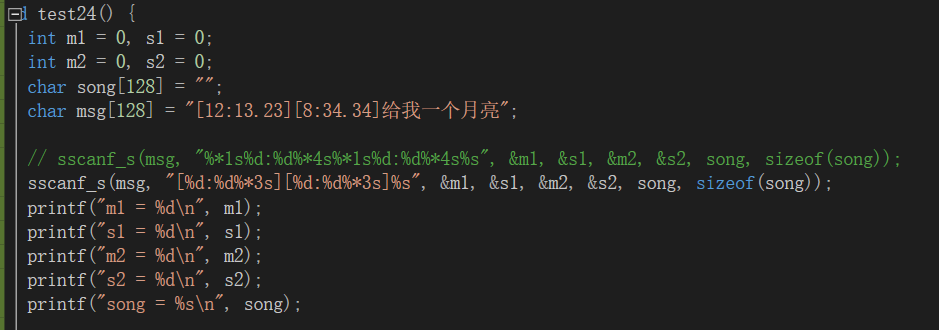 d test24() {
int m1 = 0, s1 = 0;
int m2 = 0, s2 = 0;
char song[128] = "";
char msg[128] = "[12:13.23][8:34.34]给我一个月亮";
// sscanf_s(msg, "%*1s%d:%d%*4s%*1s%d:%d%*4s%s", &m1, &s1, &m2, &s2, song, sizeof(song));
sscanf_s(msg, "[%d:%d%*3s][%d:%d%*3s]%s", &m1, &s1, &m2, &s2, song, sizeof(song));
printf("m1 = %d\n", m1);
printf("s1 = %d\n", s1);
printf("m2 = %d\n", m2);
printf("s2 = %d\n", s2);
printf("song = %s\n", song);